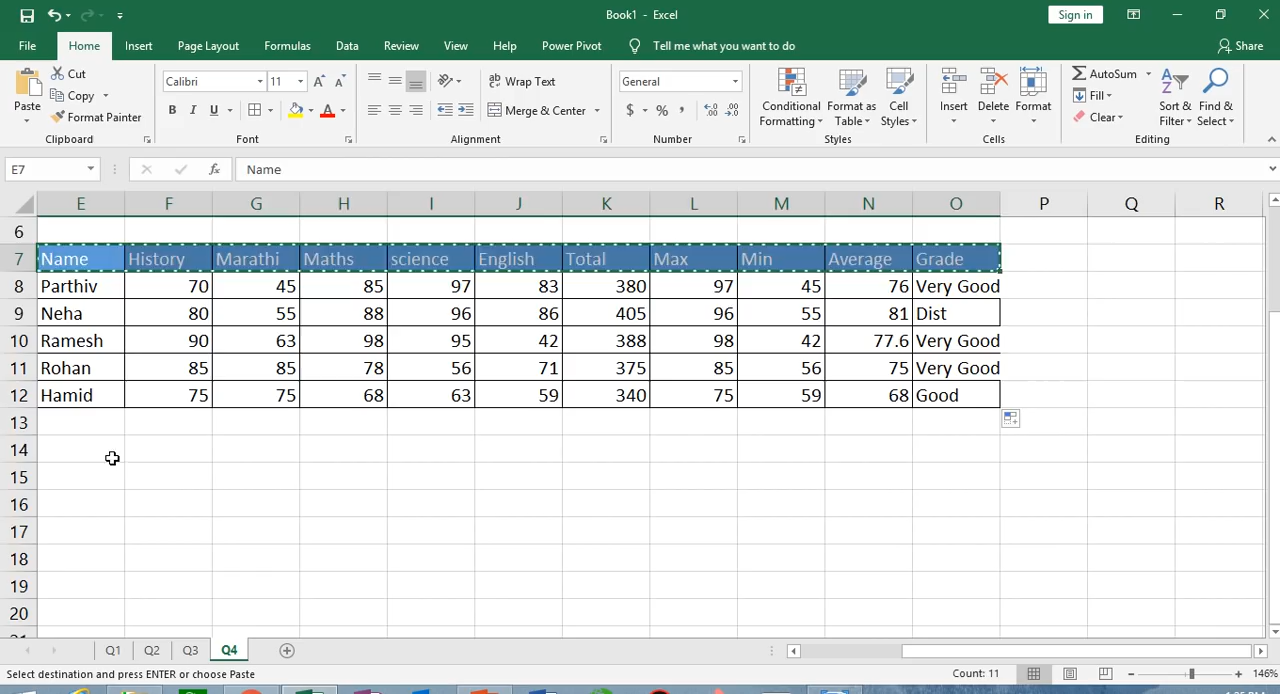 Book1 - Excel
Sign in
File Home Insert Page Layout Formulas Data Review View Help Power Pivot Tell me what you want to do Share
Paste
Cut
Copy
Format Painter
Clipboard
Calibri 11
B I U
Font
Wrap Text
Merge & Center
Alignment
General
$ % ,
Number
Conditional Formatting
Format as Table
Cell Styles
Styles
Insert Delete Format
Cells
AutoSum
Fill
Clear
Sort & Filter
Find & Select
Editing
E7 fx Name
E F G H I J K L M N O P Q R
6
7 Name History Marathi Maths science English Total Max Min Average Grade
8 Parthiv 70 45 85 97 83 380 97 45 76 Very Good
9 Neha 80 55 88 96 86 405 96 55 81 Dist
10 Ramesh 90 63 98 95 42 388 98 42 77.6 Very Good
11 Rohan 85 85 78 56 71 375 85 56 75 Very Good
12 Hamid 75 75 68 63 59 340 75 59 68 Good
13
14
15
16
17
18
19
20
Q1 Q2 Q3 Q4
Select destination and press ENTER or choose Paste Count: 11 146%